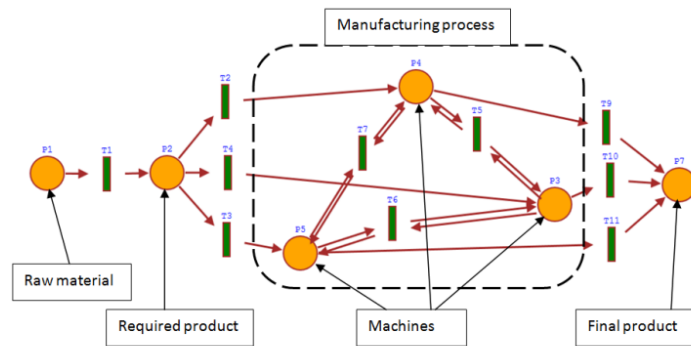 Manufacturing process
P4
T2
T9
T5
T7
P1
T1
P2
T4
T10
P7
P3
T6
T3
P5
T11
Raw material
Required product
Machines
Final product